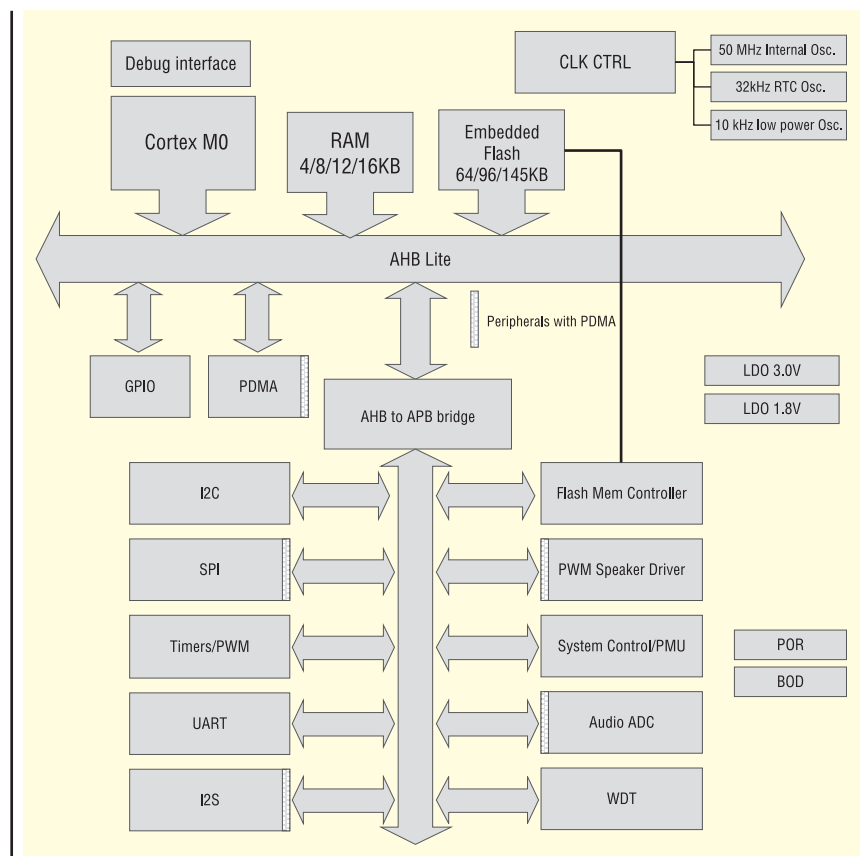 Debug interface
Cortex M0
RAM
4/8/12/16KB
Embedded
Flash
64/96/145KB
CLK CTRL
50 MHz Internal Osc.
32kHz RTC Osc.
10 kHz low power Osc.
AHB Lite
Peripherals with PDMA
GPIO
PDMA
AHB to APB bridge
LDO 3.0V
LDO 1.8V
I2C
Flash Mem Controller
SPI
PWM Speaker Driver
Timers/PWM
System Control/PMU
POR
BOD
UART
Audio ADC
I2S
WDT